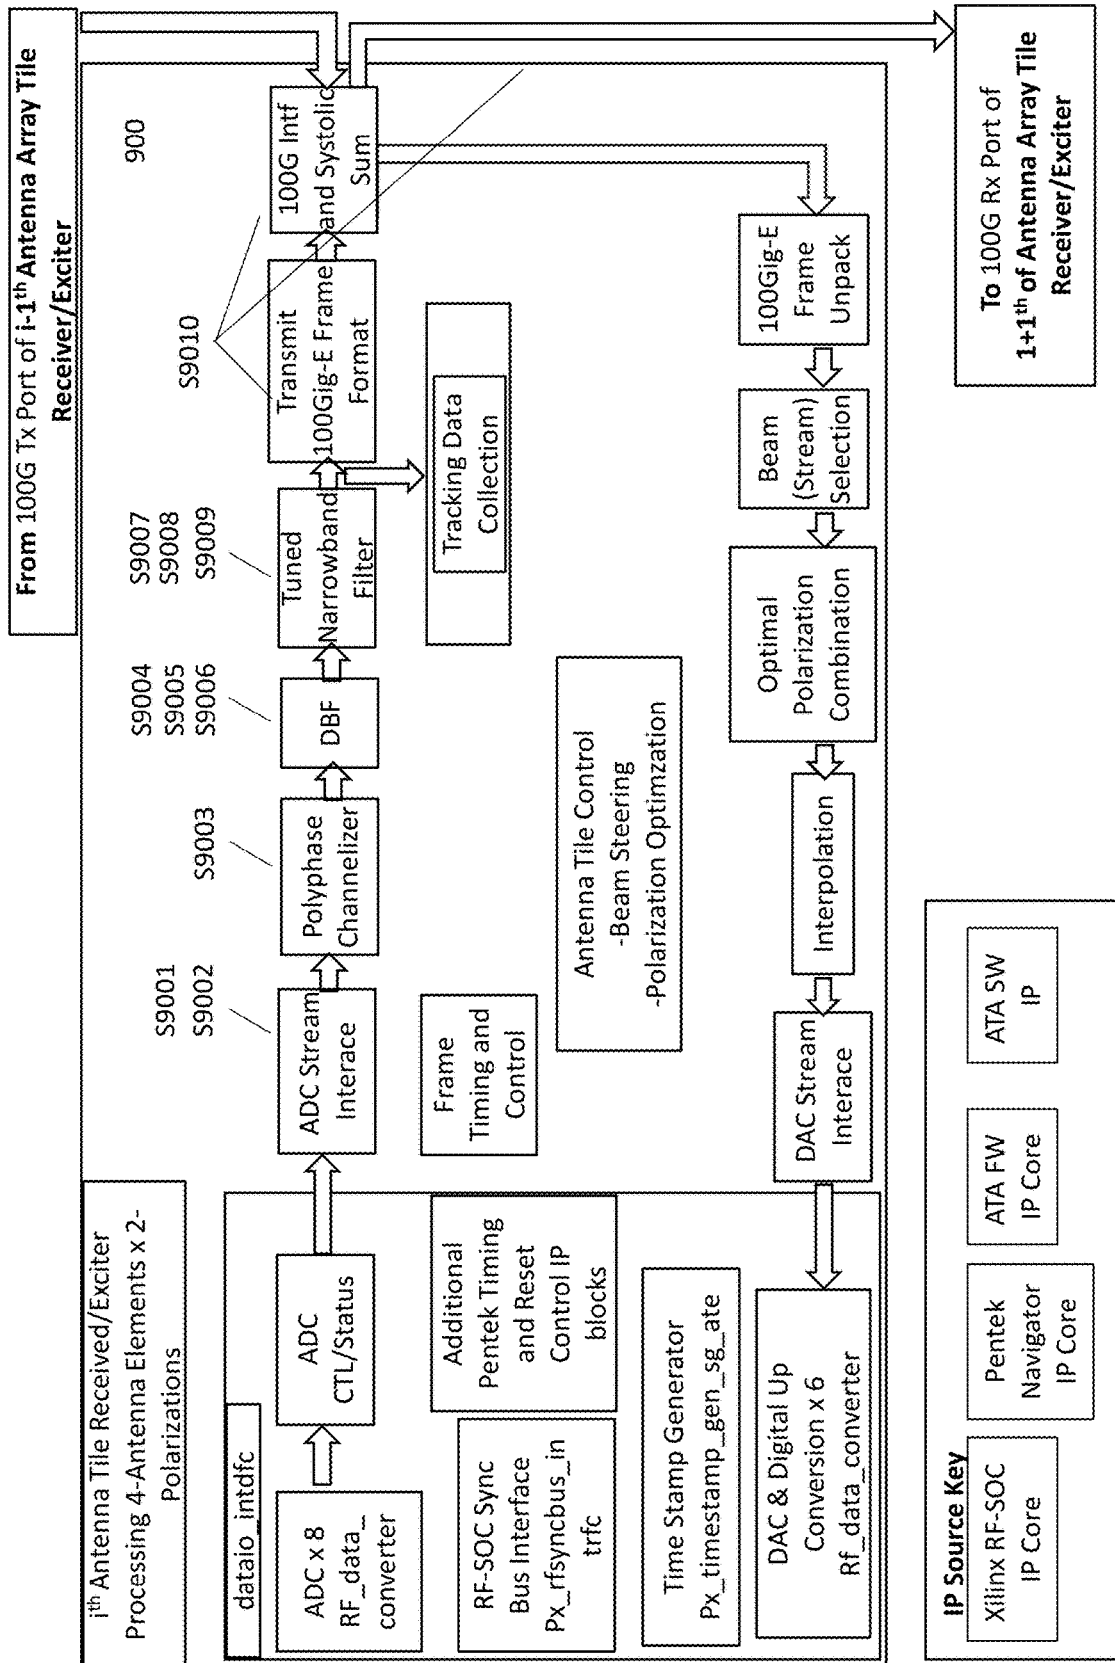 From 100G Tx Port of i-1th Antenna Array Tile
Receiver/Exciter
900
ith Antenna Tile Received/Exciter
Processing 4-Antenna Elements x 2-
Polarizations
S9001
S9002
S9003
S9004
S9005
S9006
S9007
S9008
S9009
S9010
dataio_intdfc
ADC x 8
RF_data_
converter
ADC
CTL/Status
ADC Stream
Interace
Polyphase
Channelizer
DBF
Tuned
Narrowband
Filter
Transmit
100Gig-E Frame
Format
100G Intf
and Systolic
Sum
Tracking Data
Collection
RF-SOC Sync
Bus Interface
Px_rfsyncbus_in
trfc
Additional
Pentek Timing
and Reset
Control IP
blocks
Frame
Timing and
Control
Antenna Tile Control
-Beam Steering
-Polarization Optimzation
Time Stamp Generator
Px_timestamp_gen_sg_ate
DAC & Digital Up
Conversion x 6
Rf_data_converter
DAC Stream
Interace
Interpolation
Optimal
Polarization
Combination
Beam
(Stream)
Selection
100Gig-E
Frame
Unpack
To 100G Rx Port of
1+1th of Antenna Array Tile
Receiver/Exciter
IP Source Key
Xilinx RF-SOC
IP Core
Pentek
Navigator
IP Core
ATA FW
IP Core
ATA SW
IP